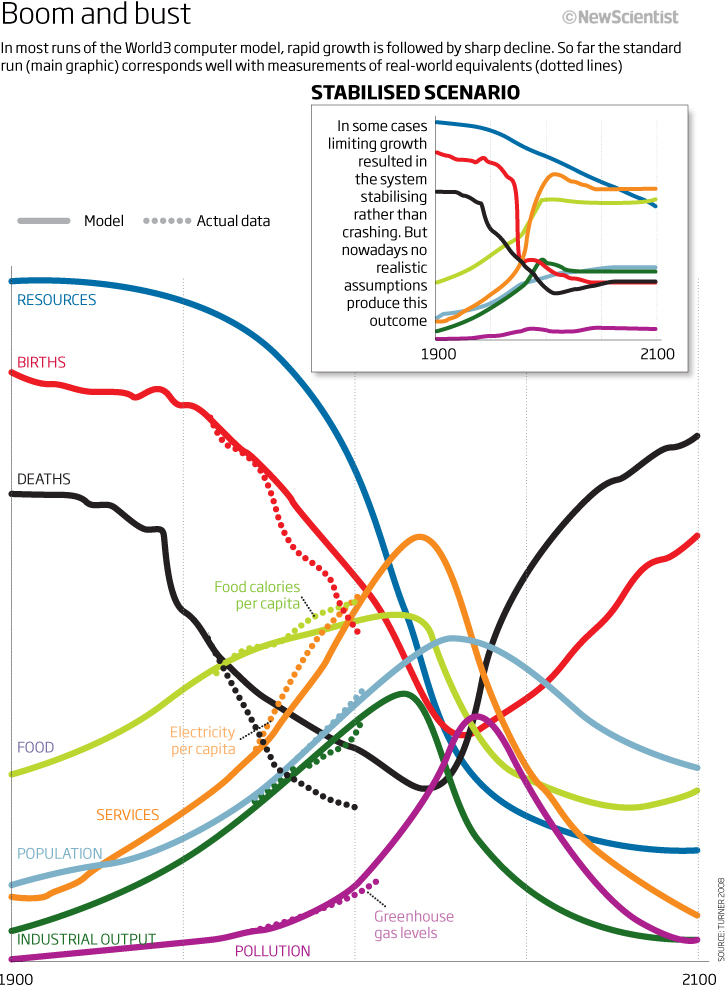 Boom and bust
©NewScientist
In most runs of the World3 computer model, rapid growth is followed by sharp decline. So far the standard
run (main graphic) corresponds well with measurements of real-world equivalents (dotted lines)
STABILISED SCENARIO
In some cases
limiting growth
resulted in
the system
stabilising
rather than
crashing. But
nowadays no
realistic
assumptions
produce this
outcome
1900
2100
Model
Actual data
RESOURCES
BIRTHS
DEATHS
Food calories
per capita
Electricity
per capita
FOOD
SERVICES
POPULATION
INDUSTRIAL OUTPUT
POLLUTION
Greenhouse
gas levels
1900
2100
SOURCE: TURNER 2008